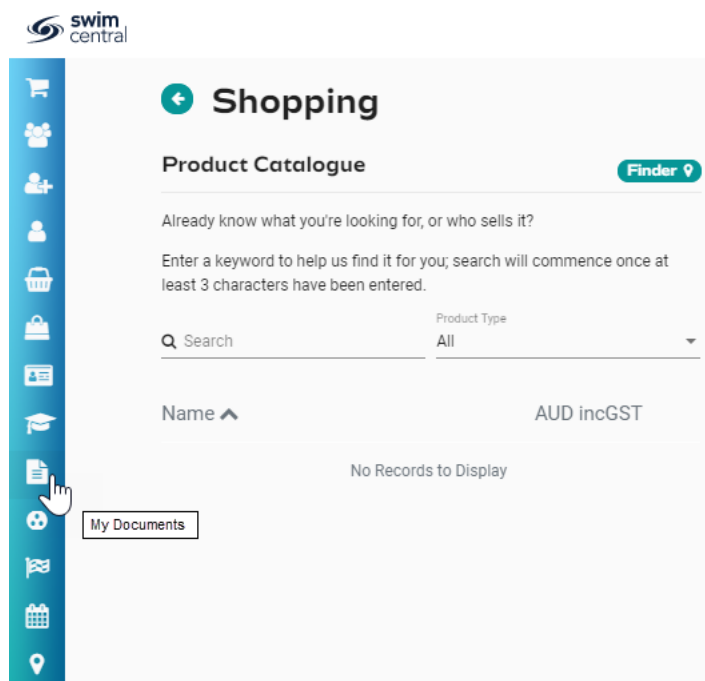 swim
central
Shopping
Product Catalogue
Finder
Already know what you're looking for, or who sells it?
Enter a keyword to help us find it for you; search will commence once at
least 3 characters have been entered.
Product Type
Search
All
Name
AUD incGST
No Records to Display
My Documents